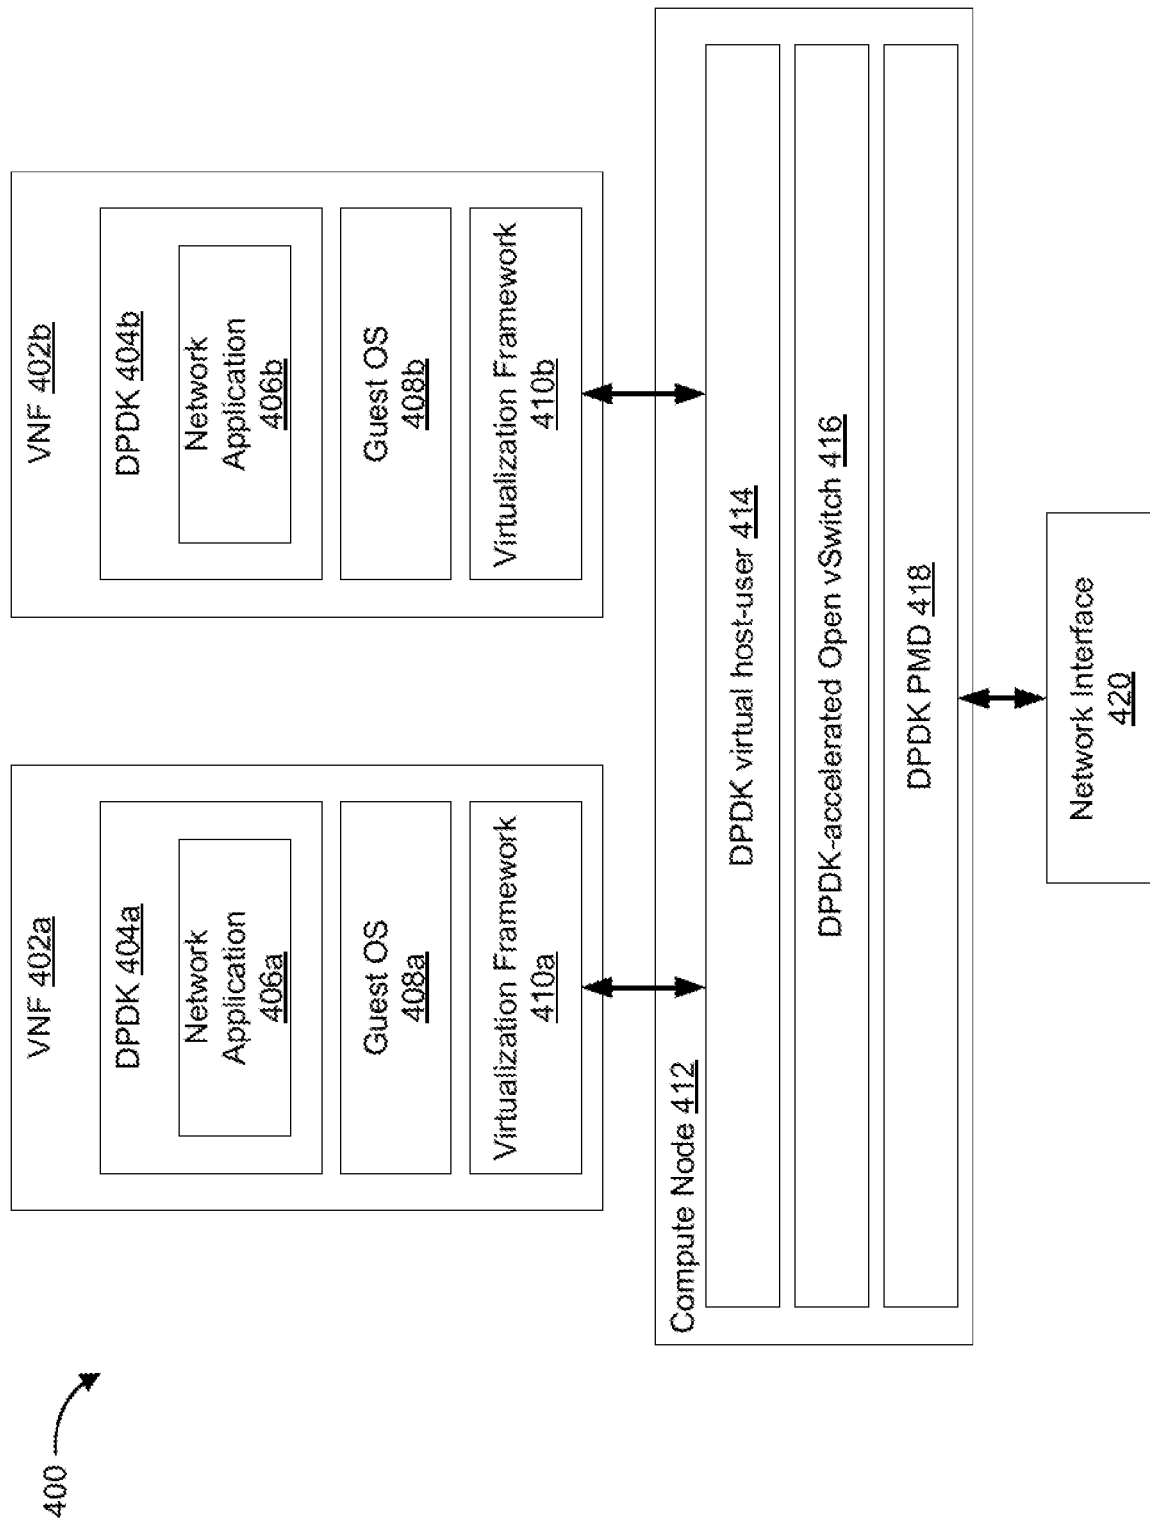 400
VNF 402a
DPDK 404a
Network
Application
406a
Guest OS
408a
Virtualization Framework
410a
VNF 402b
DPDK 404b
Network
Application
406b
Guest OS
408b
Virtualization Framework
410b
Compute Node 412
DPDK virtual host-user 414
DPDK-accelerated Open vSwitch 416
DPDK PMD 418
Network Interface
420